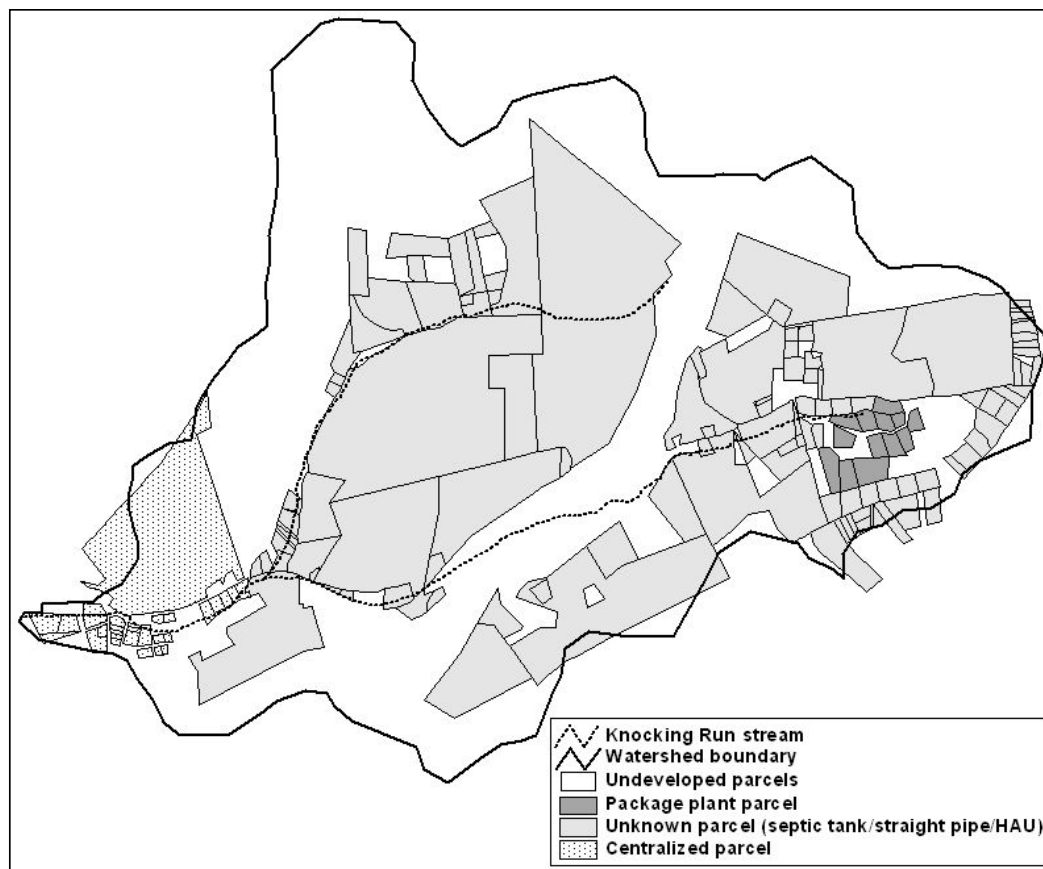 Knocking Run stream
Watershed boundary
Undeveloped parcels
Package plant parcel
Unknown parcel (septic tank/straight pipe/HAU)
Centralized parcel